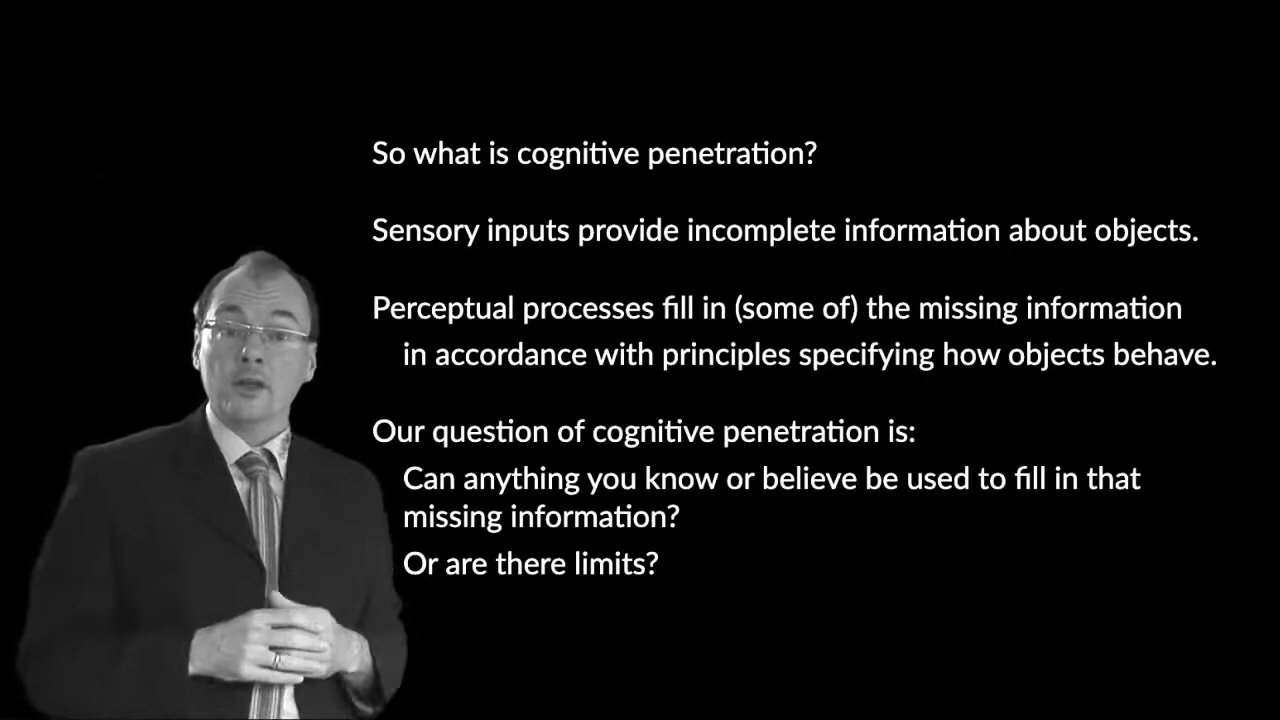 So what is cognitive penetration?
Sensory inputs provide incomplete information about objects.
Perceptual processes fill in (some of) the missing information
in accordance with principles specifying how objects behave.
Our question of cognitive penetration is:
Can anything you know or believe be used to fill in that
missing information?
Or are there limits?